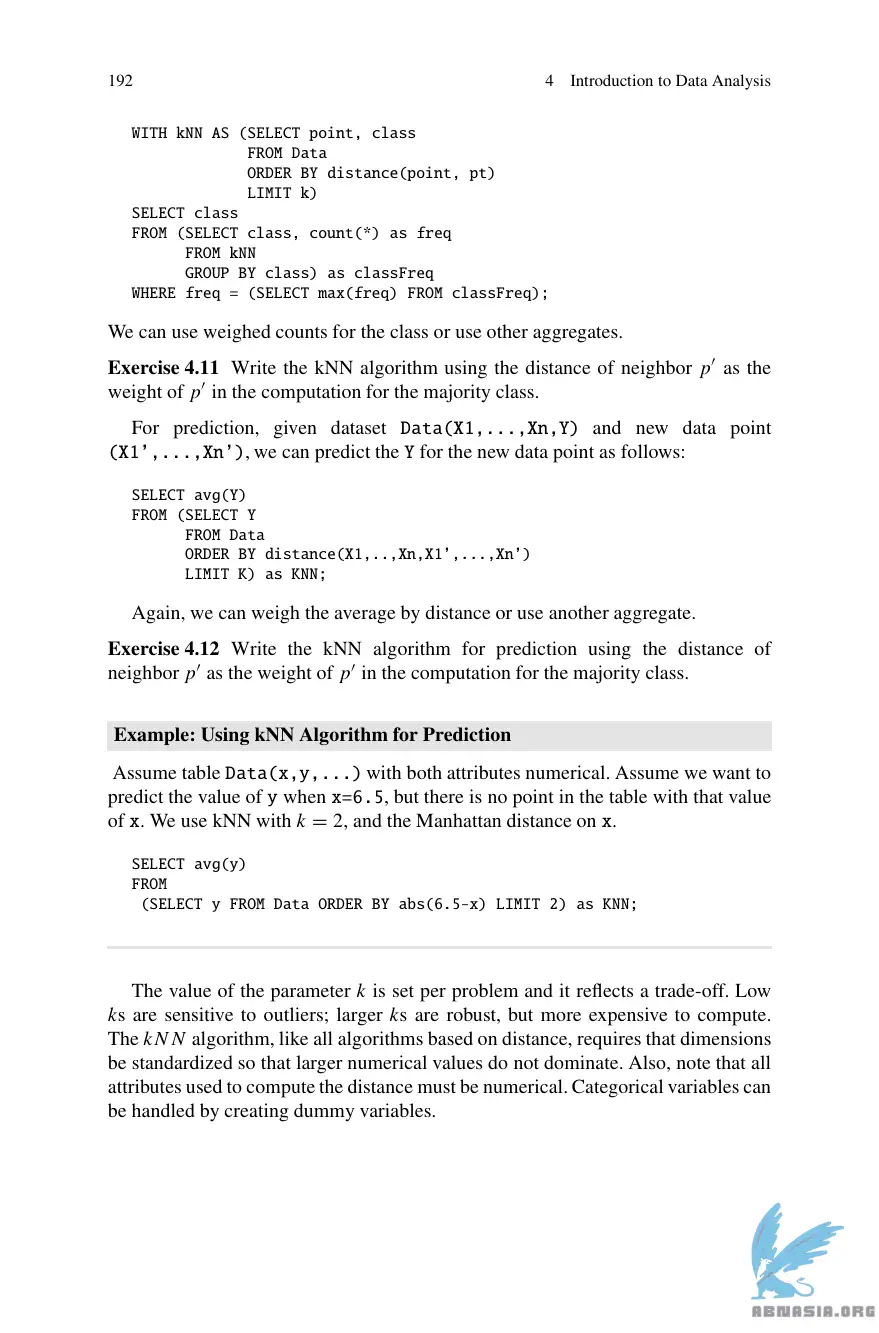 192 4 Introduction to Data Analysis
WITH kNN AS (SELECT point, class
FROM Data
ORDER BY distance(point, pt)
LIMIT k)
SELECT class
FROM (SELECT class, count(*) as freq
FROM kNN
GROUP BY class) as classFreq
WHERE freq = (SELECT max(freq) FROM classFreq);
We can use weighed counts for the class or use other aggregates.
Exercise 4.11 Write the kNN algorithm using the distance of neighbor p′ as the
weight of p′ in the computation for the majority class.
For prediction, given dataset Data(X1,...,Xn,Y) and new data point
(X1’,...,Xn’), we can predict the Y for the new data point as follows:
SELECT avg(Y)
FROM (SELECT Y
FROM Data
ORDER BY distance(X1,..,Xn,X1’,...,Xn’)
LIMIT K) as KNN;
Again, we can weigh the average by distance or use another aggregate.
Exercise 4.12 Write the kNN algorithm for prediction using the distance of
neighbor p′ as the weight of p′ in the computation for the majority class.
Example: Using kNN Algorithm for Prediction
Assume table Data(x,y,...) with both attributes numerical. Assume we want to
predict the value of y when x=6.5, but there is no point in the table with that value
of x. We use kNN with k = 2, and the Manhattan distance on x.
SELECT avg(y)
FROM
(SELECT y FROM Data ORDER BY abs(6.5-x) LIMIT 2) as KNN;
The value of the parameter k is set per problem and it reflects a trade-off. Low
ks are sensitive to outliers; larger ks are robust, but more expensive to compute.
The kNN algorithm, like all algorithms based on distance, requires that dimensions
be standardized so that larger numerical values do not dominate. Also, note that all
attributes used to compute the distance must be numerical. Categorical variables can
be handled by creating dummy variables.
ABNASIA.ORG